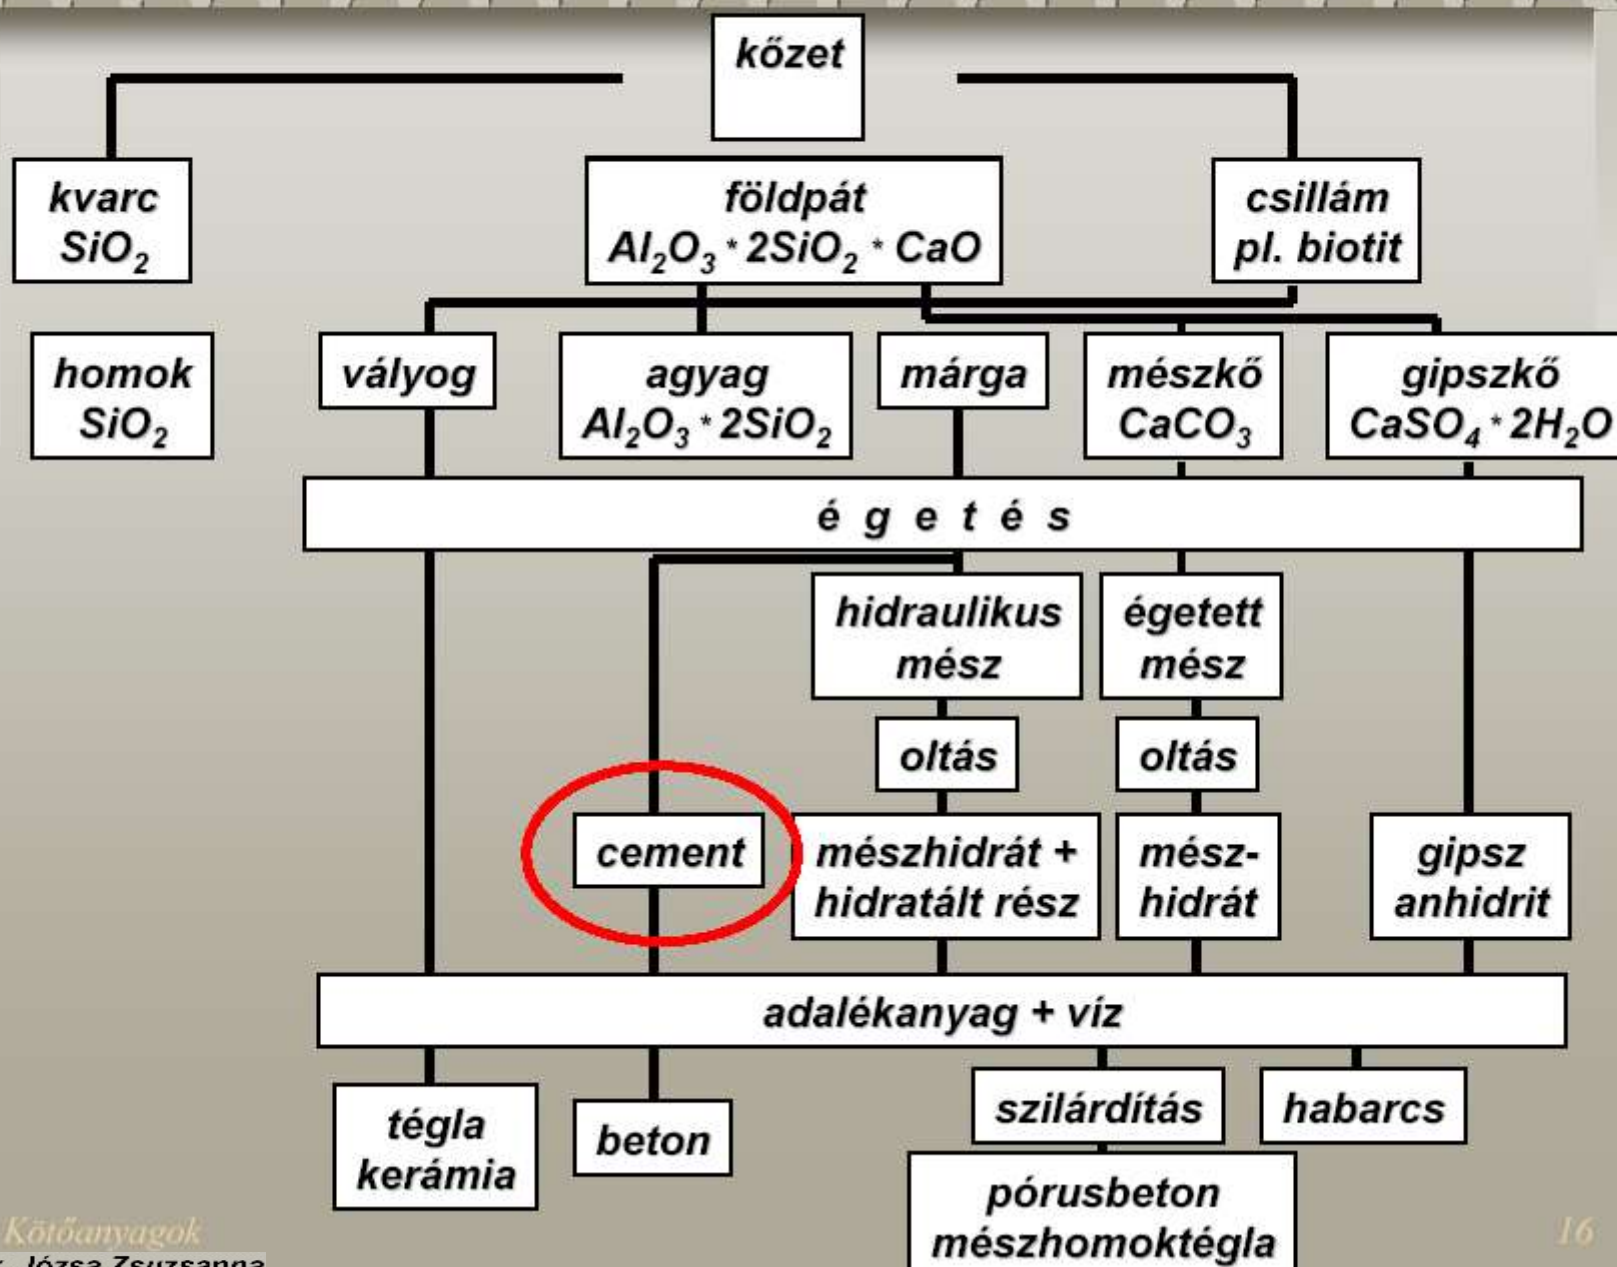 kőzet
kvarc
SiO₂
földpát
Al₂O₃ * 2SiO₂ * CaO
csillám
pl. biotit
homok
SiO₂
vályog
agyag
Al₂O₃ * 2SiO₂
márga
mészkő
CaCO₃
gipszkő
CaSO₄ * 2H₂O
é g e t é s
hidraulikus
mész
égetett
mész
oltás
oltás
cement
mészhidrát +
hidratált rész
mész-
hidrát
gipsz
anhidrit
adalékanyag + víz
tégla
kerámia
beton
szilárdítás
habarcs
pórusbeton
mészhomoktégla
Kötőanyagok
16
Józsa Zsuzsanna